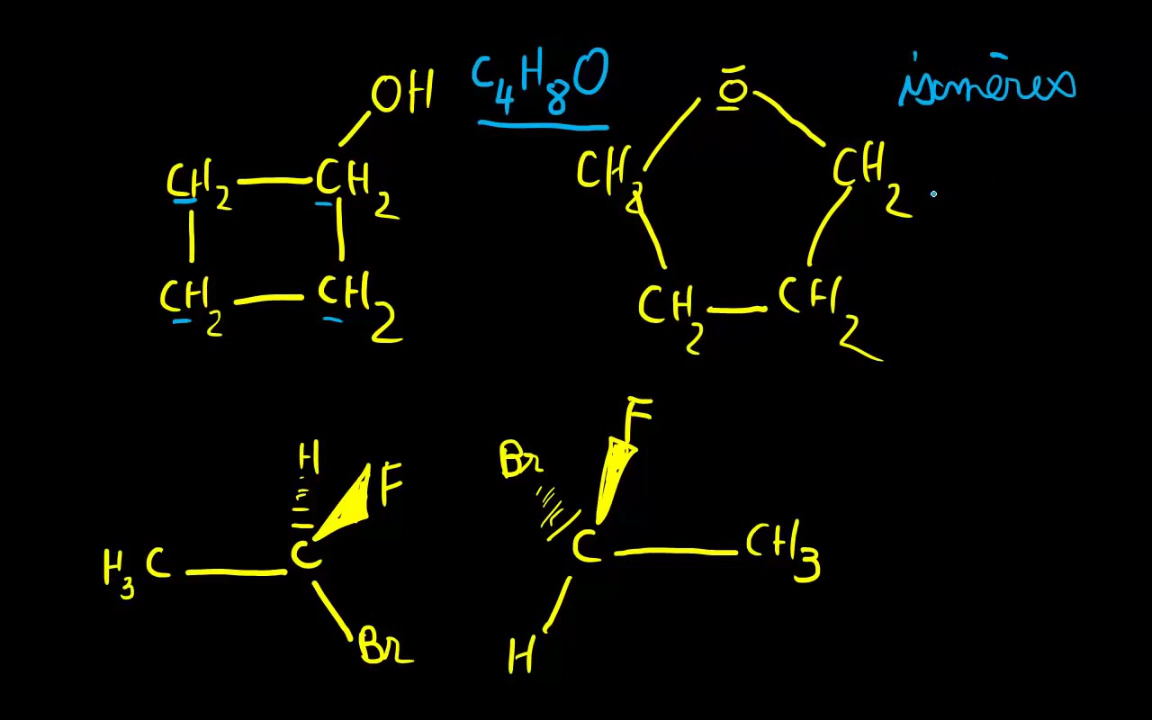 OH C₄H₈O O isomères
CH₂ CH₂ CH₂ CH₂
CH₂ CH₂ CH₂ CH₂
H F Br F
H₃C C Br C CH₃
H